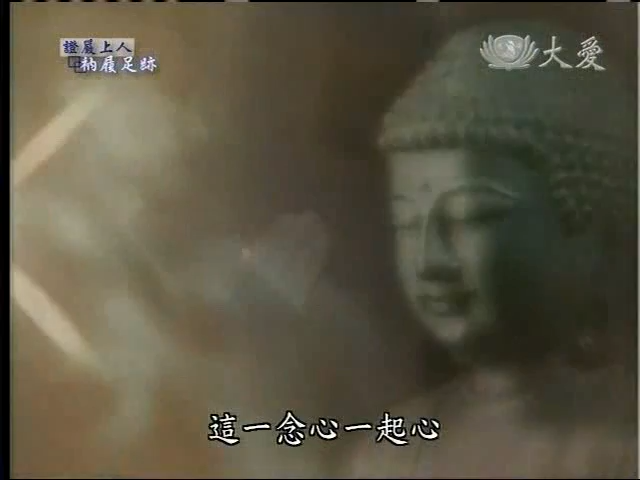 證嚴上人
衲履足跡
大愛
這一念心一起心